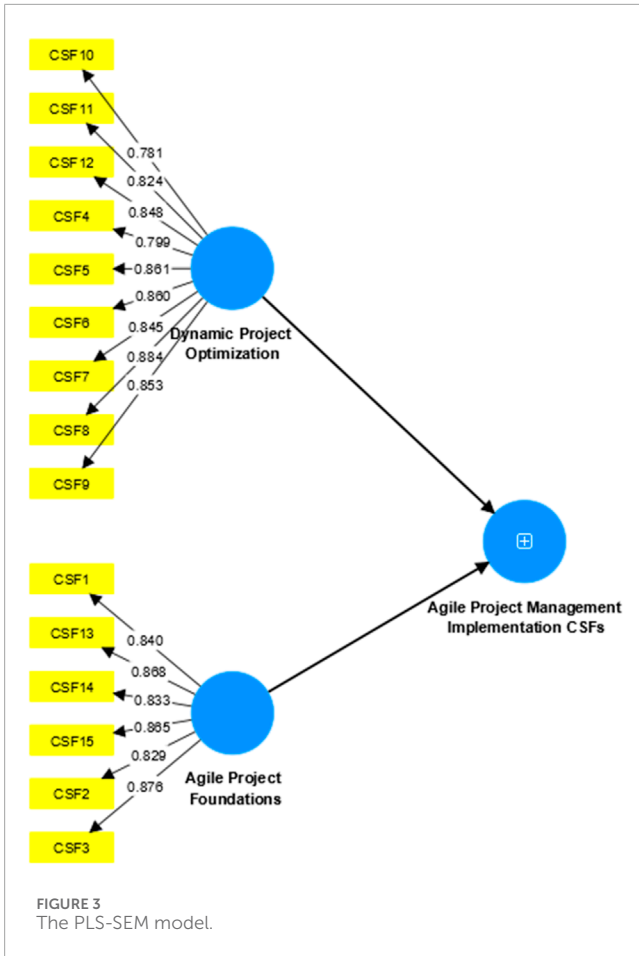 CSF10
CSF11
CSF12
CSF4
CSF5
CSF6
CSF7
CSF8
CSF9
0.781
0.824
0.848
0.799
0.861
0.860
0.845
0.884
0.853
Dynamic Project
Optimization
CSF1
CSF13
CSF14
CSF15
CSF2
CSF3
0.840
0.868
0.833
0.865
0.829
0.876
Agile Project
Foundations
Agile Project Management
Implementation CSFs
FIGURE 3
The PLS-SEM model.